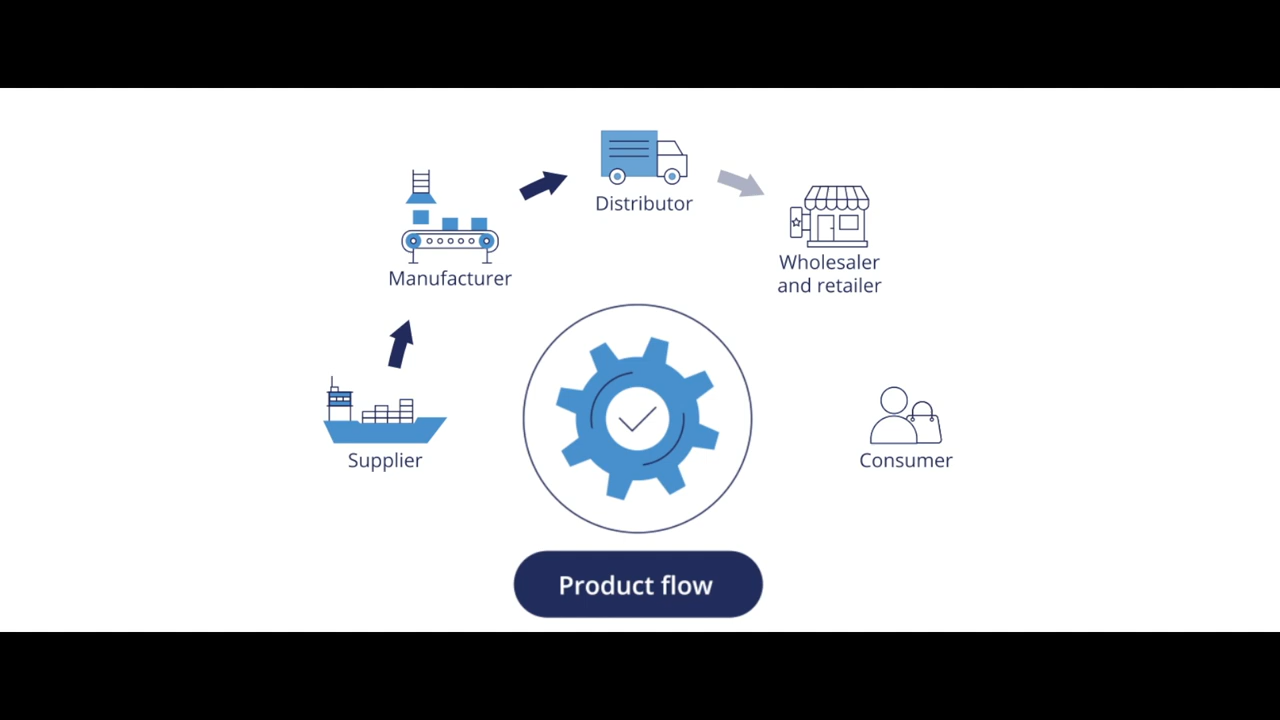 Distributor
Manufacturer
Wholesaler
and retailer
Supplier
Consumer
Product flow